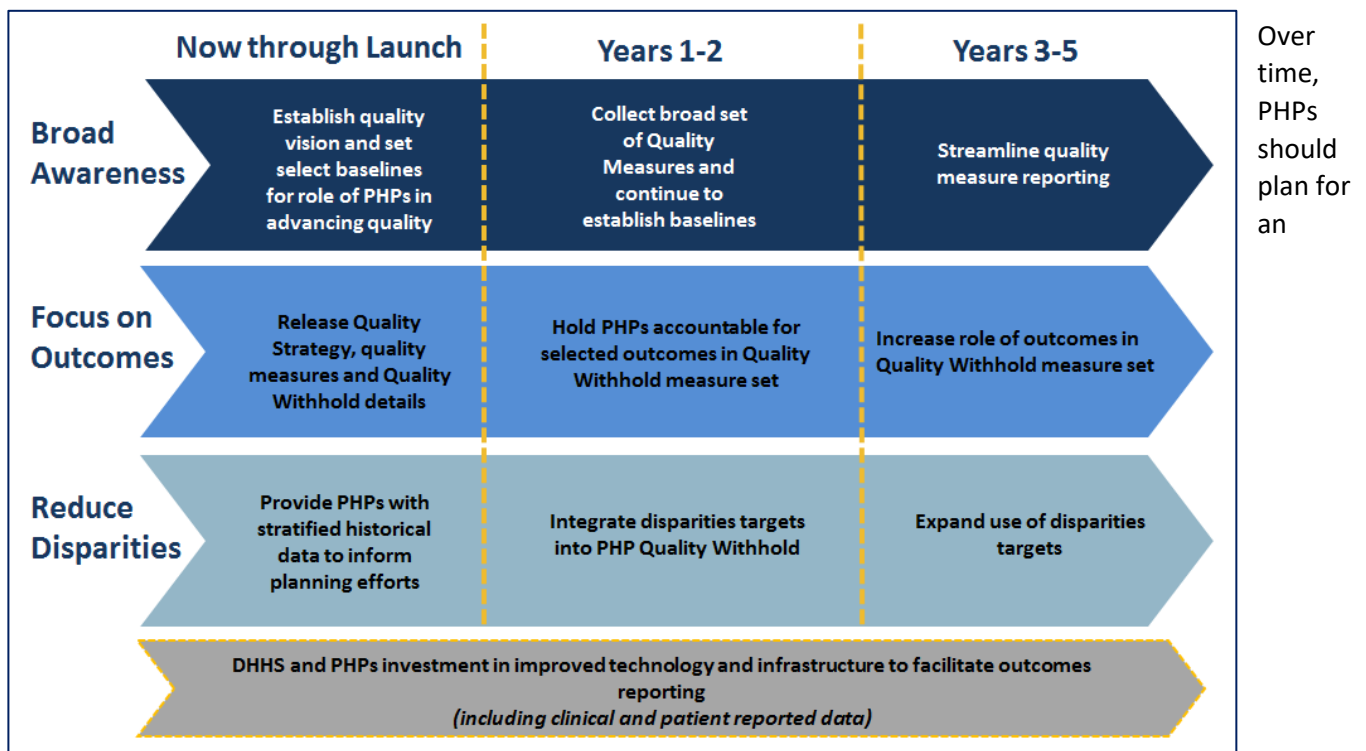 Now through Launch
Years 1-2
Years 3-5
Broad
Awareness
Establish quality
vision and set
select baselines
for role of PHPs in
advancing quality
Collect broad set
of Quality
Measures and
continue to
establish baselines
Streamline quality
measure reporting
Focus on
Outcomes
Release Quality
Strategy, quality
measures and Quality
Withhold details
Hold PHPs accountable for
selected outcomes in Quality
Withhold measure set
Increase role of outcomes in
Quality Withhold measure set
Reduce
Disparities
Provide PHPs with
stratified historical
data to inform
planning efforts
Integrate disparities targets
into PHP Quality Withhold
Expand use of disparities
targets
DHHS and PHPs investment in improved technology and infrastructure to facilitate outcomes
reporting
(including clinical and patient reported data)
Over
time,
PHPs
should
plan for
an